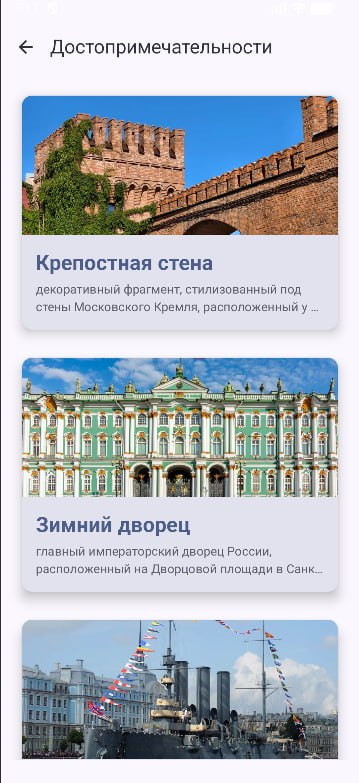 Достопримечательности
Крепостная стена
декоративный фрагмент, стилизованный под
стены Московского Кремля, расположенный у ...
Зимний дворец
главный императорский дворец России,
расположенный на Дворцовой площади в Санк...